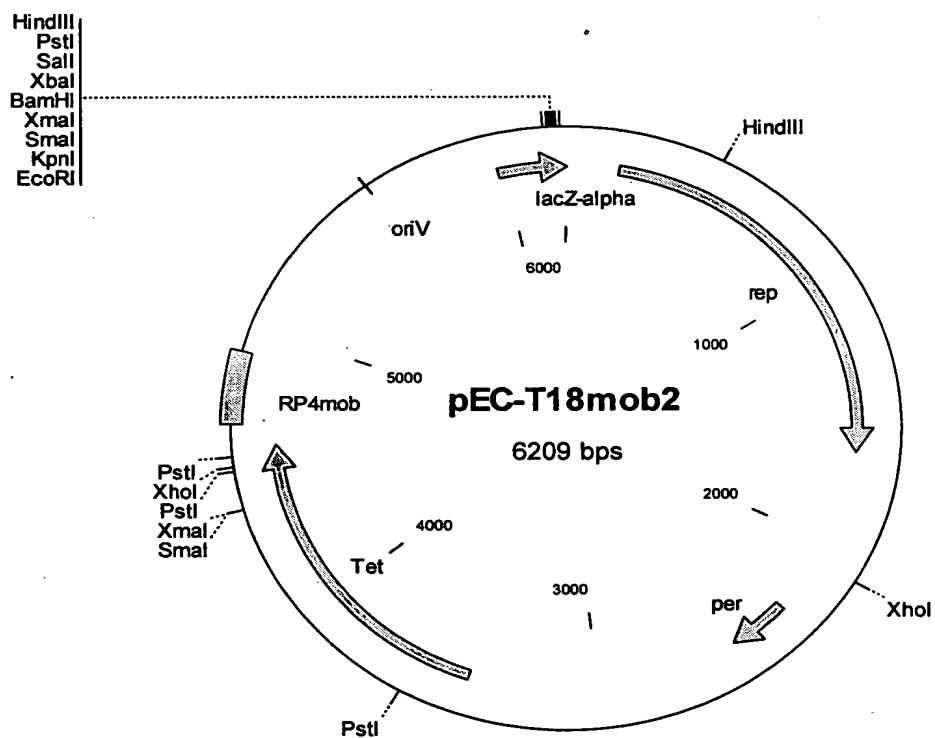 HindIII
PstI
SalI
XbaI
BamHI
XmaI
SmaI
KpnI
EcoRI
HindIII
lacZ-alpha
oriV
6000
rep
1000
5000
pEC-T18mob2
RP4mob
6209 bps
PstI
XhoI
PstI
XmaI
SmaI
2000
4000
Tet
3000
per
XhoI
PstI